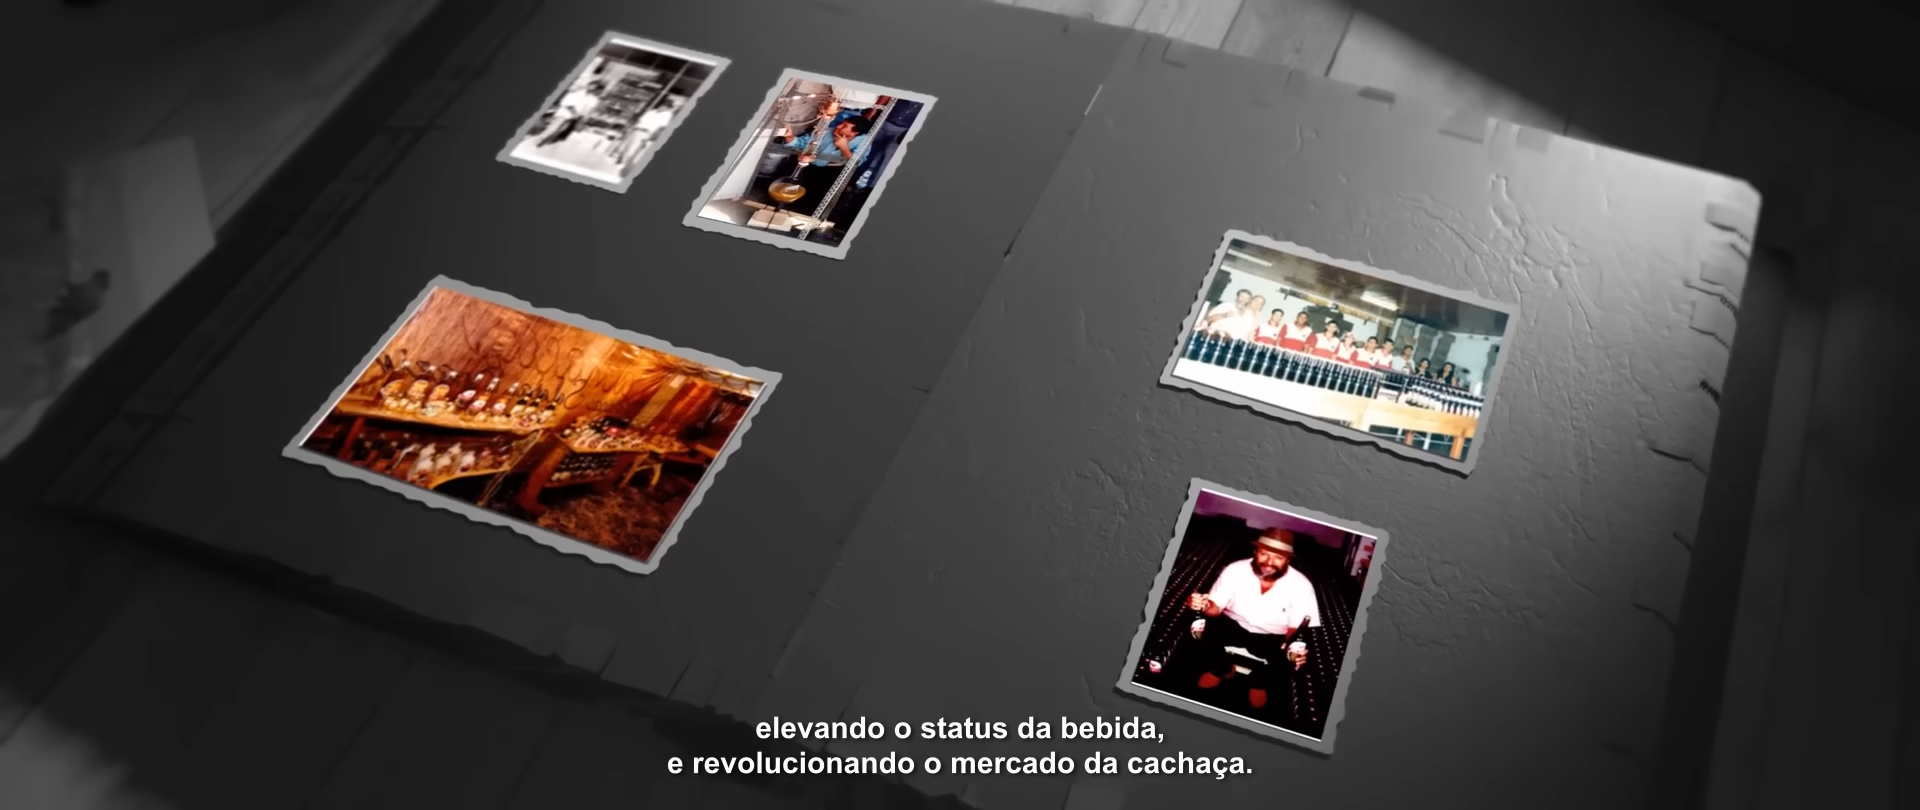 elevando o status da bebida,
e revolucionando o mercado da cachaça.